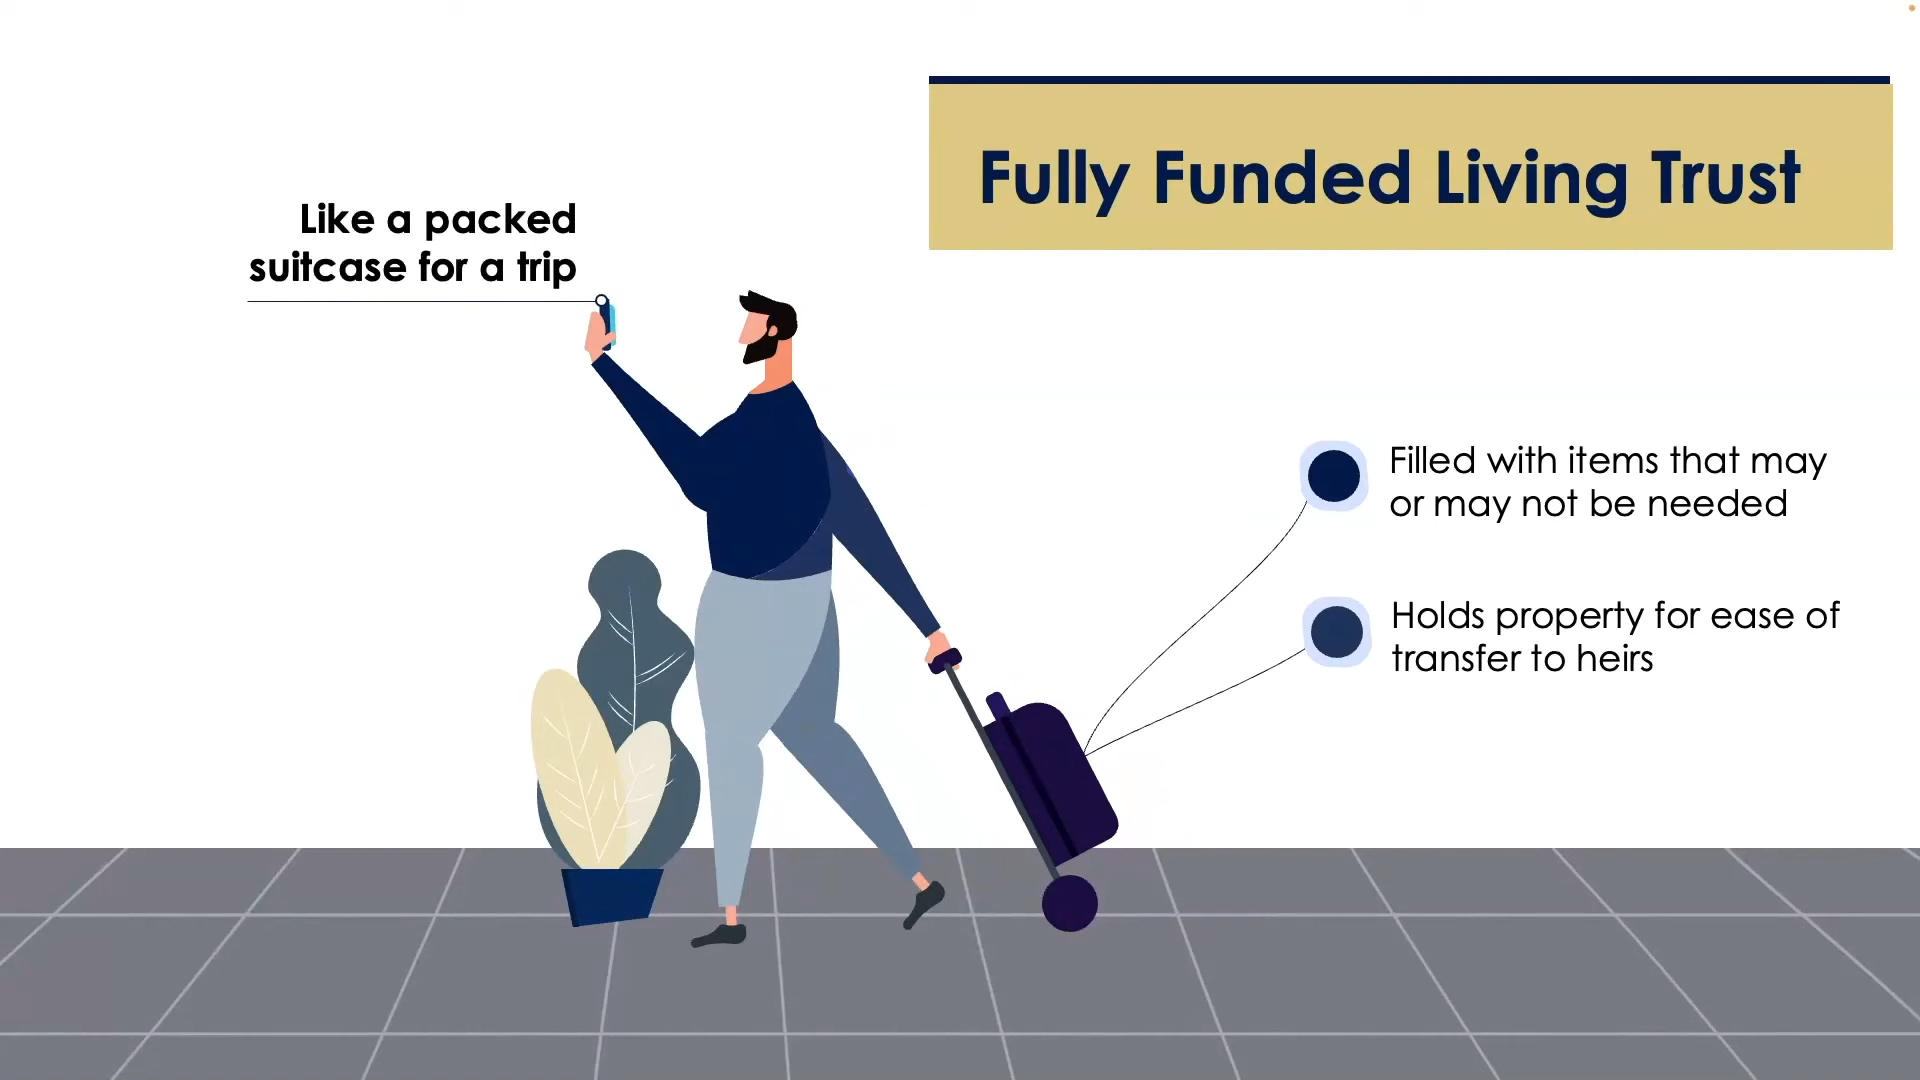 Fully Funded Living Trust
Like a packed
suitcase for a trip
Filled with items that may
or may not be needed
Holds property for ease of
transfer to heirs